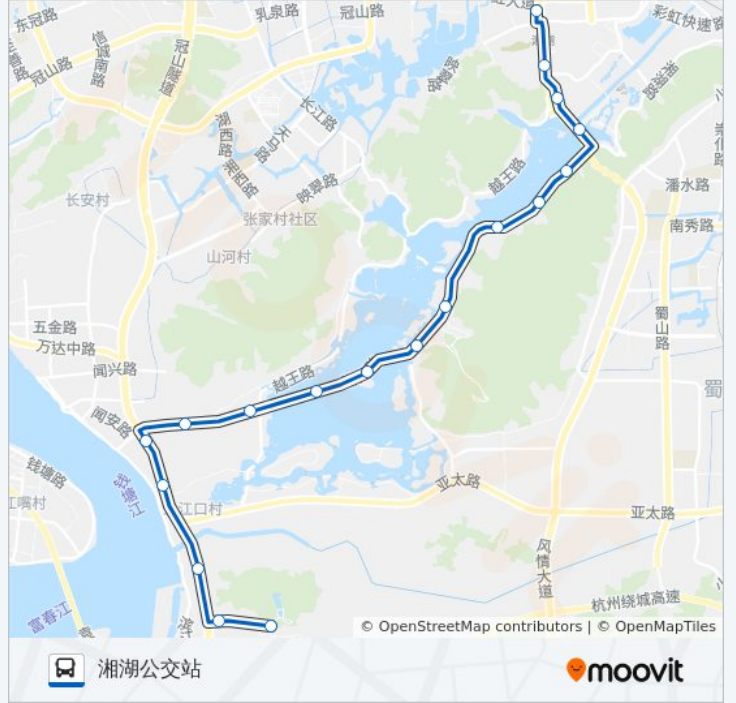 东冠路
乳泉路
冠山路
彩虹快速路
信诚南路
冠山隧道
冠山路
湘湖路
长江路
天马路
湘西路
越王路
映翠路
潘水路
长安村
张家村社区
南秀路
山河村
五金路
万达中路
蜀山路
闻兴路
越王路
蜀
闻安路
钱塘路
钱塘江
亚太路
江口村
亚太路
风情大道
杭州绕城高速
富春江
© OpenStreetMap contributors | © OpenMapTiles
湘湖公交站
moovit